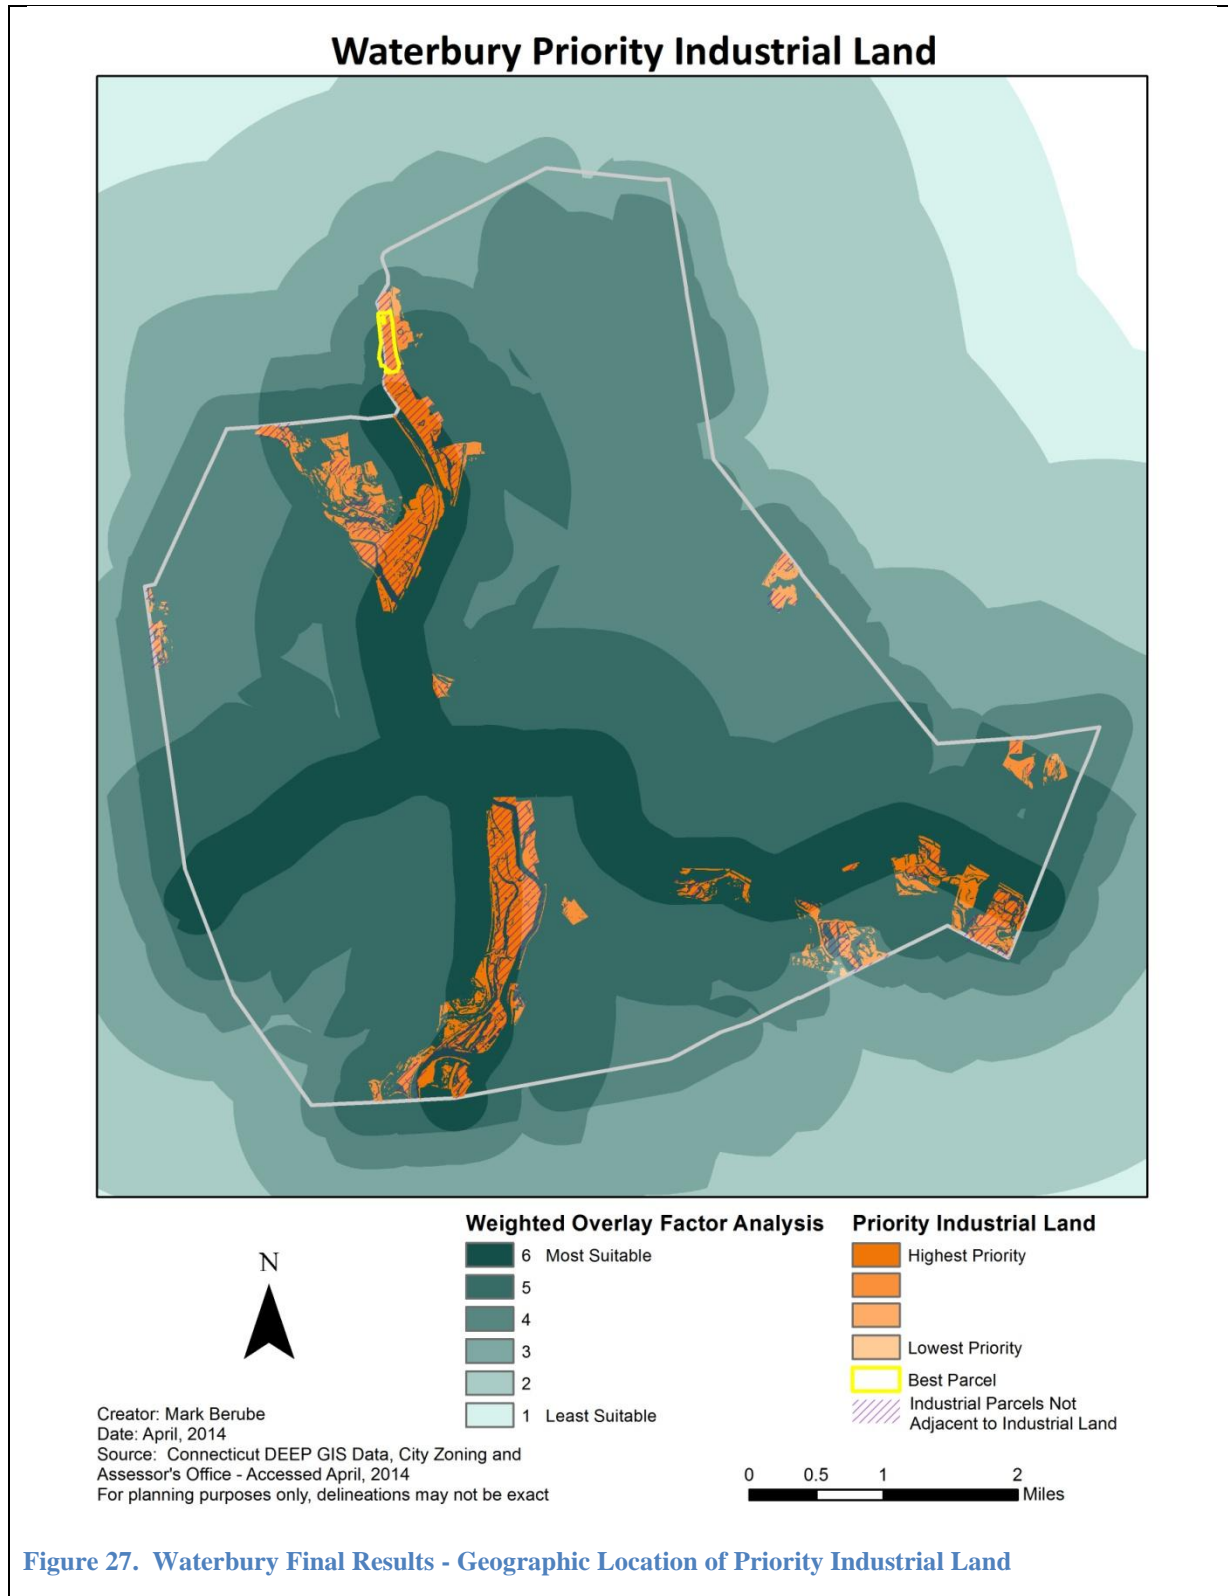 Waterbury Priority Industrial Land
Weighted Overlay Factor Analysis
6 Most Suitable
5
4
3
2
1 Least Suitable
Priority Industrial Land
Highest Priority
Lowest Priority
Best Parcel
Industrial Parcels Not
Adjacent to Industrial Land
N
Creator: Mark Berube
Date: April, 2014
Source: Connecticut DEEP GIS Data, City Zoning and
Assessor's Office - Accessed April, 2014
For planning purposes only, delineations may not be exact
0 0.5 1 2
Miles
Figure 27. Waterbury Final Results - Geographic Location of Priority Industrial Land